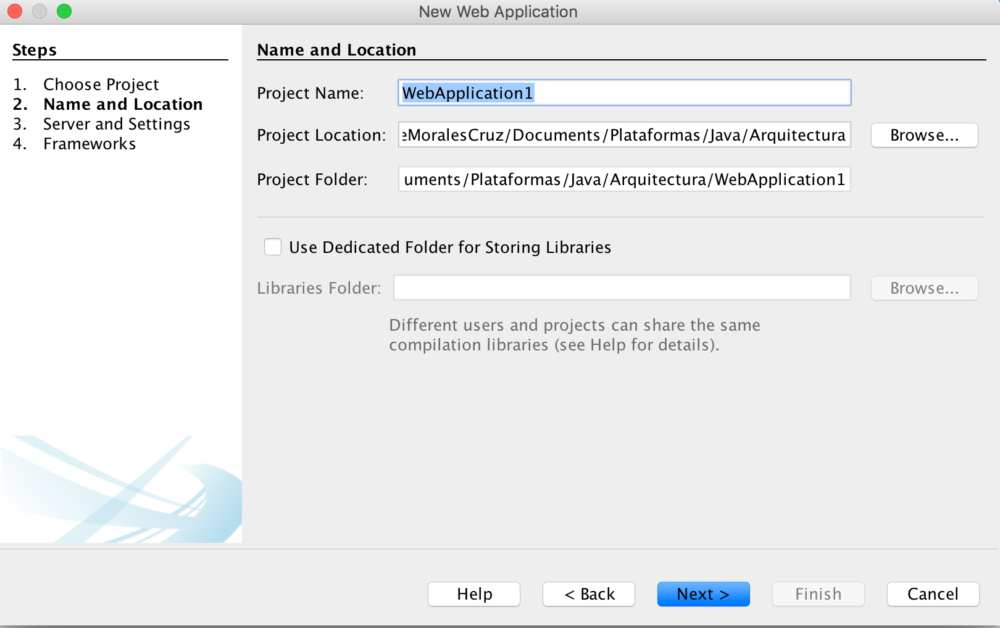 New Web Application
Steps
1. Choose Project
2. Name and Location
3. Server and Settings
4. Frameworks
Name and Location
Project Name: WebApplication1
Project Location: eMoralesCruz/Documents/Plataformas/Java/Arquitectura Browse...
Project Folder: uments/Plataformas/Java/Arquitectura/WebApplication1
Use Dedicated Folder for Storing Libraries
Libraries Folder: Browse...
Different users and projects can share the same
compilation libraries (see Help for details).
Help < Back Next > Finish Cancel